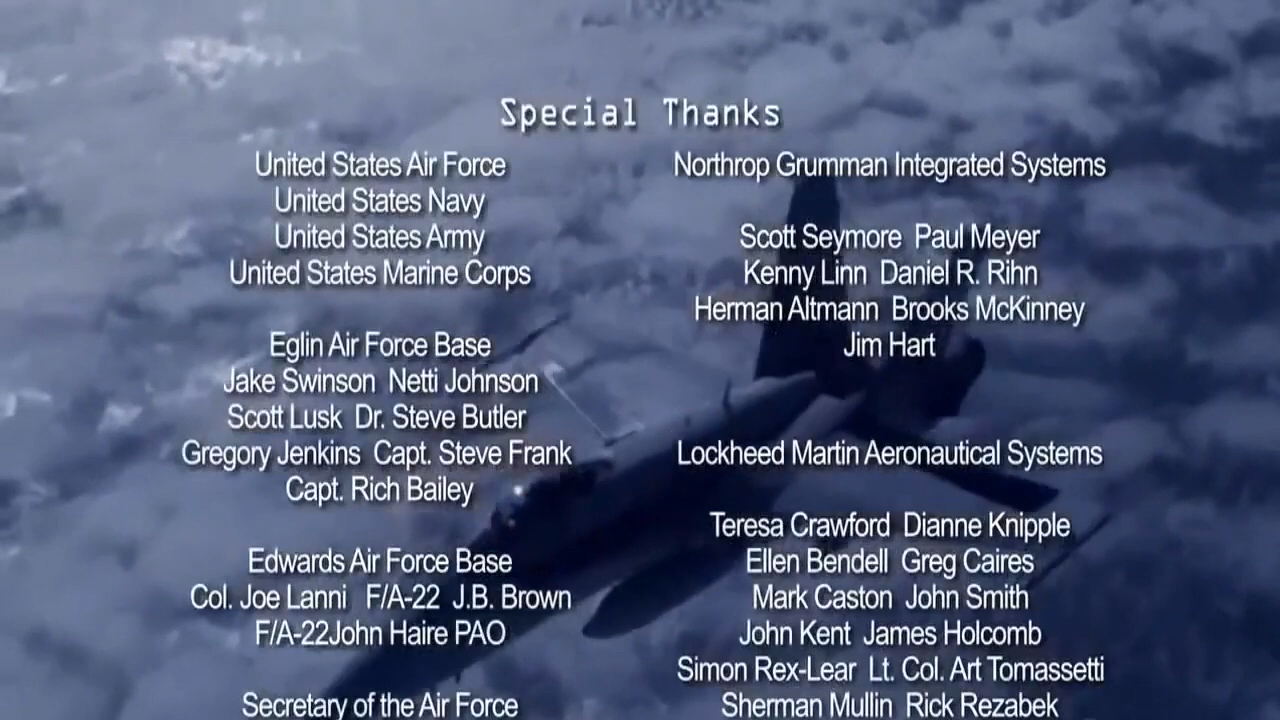 Special Thanks
United States Air Force
United States Navy
United States Army
United States Marine Corps
Eglin Air Force Base
Jake Swinson Netti Johnson
Scott Lusk Dr. Steve Butler
Gregory Jenkins Capt. Steve Frank
Capt. Rich Bailey
Edwards Air Force Base
Col. Joe Lanni F/A-22 J.B. Brown
F/A-22John Haire PAO
Secretary of the Air Force
Northrop Grumman Integrated Systems
Scott Seymore Paul Meyer
Kenny Linn Daniel R. Rihn
Herman Altmann Brooks McKinney
Jim Hart
Lockheed Martin Aeronautical Systems
Teresa Crawford Dianne Knipple
Ellen Bendell Greg Caires
Mark Caston John Smith
John Kent James Holcomb
Simon Rex-Lear Lt. Col. Art Tomassetti
Sherman Mullin Rick Rezabek